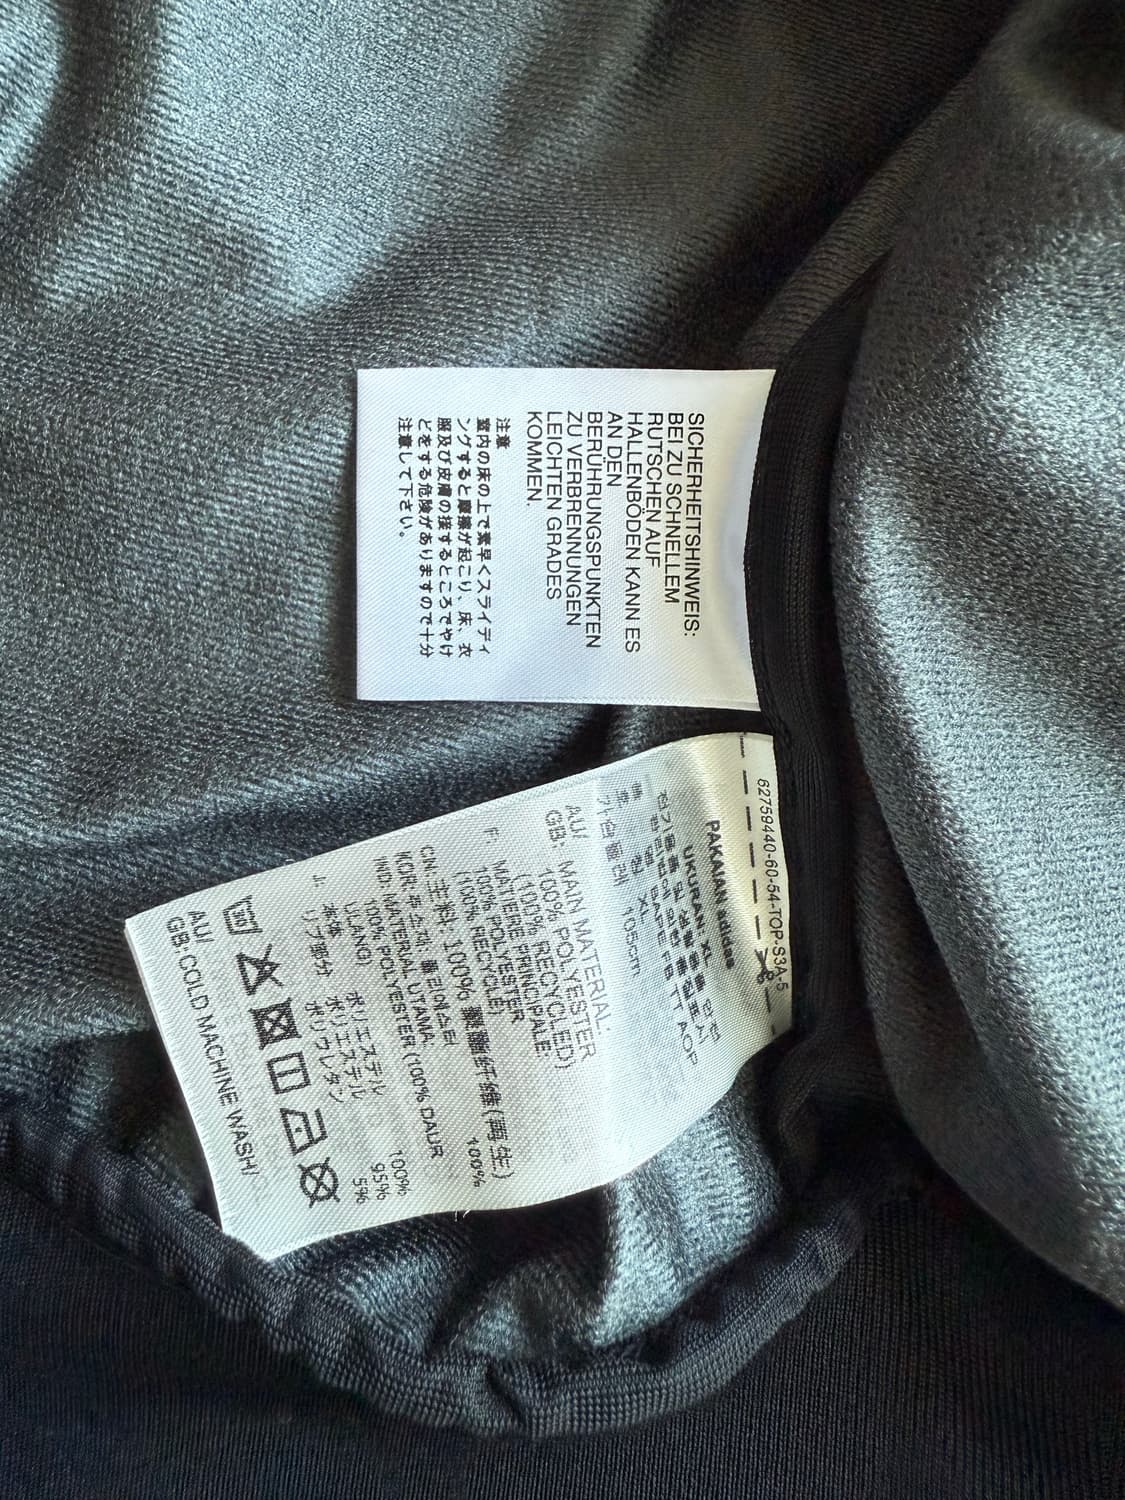 SICHERHEITSHINWEIS:
BEI ZU SCHNELLEM
RUTSCHEN AUF
HALLENBÖDEN KANN ES
AN DEN
BERÜHRUNGSPUNKTEN
ZU VERBRENNUNGEN
LEICHTEN GRADES
KOMMEN.
注意
室内の床の上で素早くスライディ
ングすると摩擦が起こり、床、衣
服及び皮膚の接するところでやけ
どをする危険がありますので十分
注意して下さい。
82759440-60-54-TOP-S3A-5
PAKAIAN adidas
UKURAN: XL
XL
105cm
AU/
GB: MAIN MATERIAL:
100% POLYESTER
(100% RECYCLED)
F: MATIERE PRINCIPALE:
100% POLYESTER
(100% RECYCLE)
CN: 主料: 100% 聚酯纤维(再生)
KOR: 폴리에스터 100%
IND: MATERIAL UTAMA:
100% POLYESTER (100% DAUR
ULANG)
J: 本体 ポリエステル 100%
リブ部分 ポリエステル 95%
ポリウレタン 5%
AU/
GB:COLD MACHINE WASH/